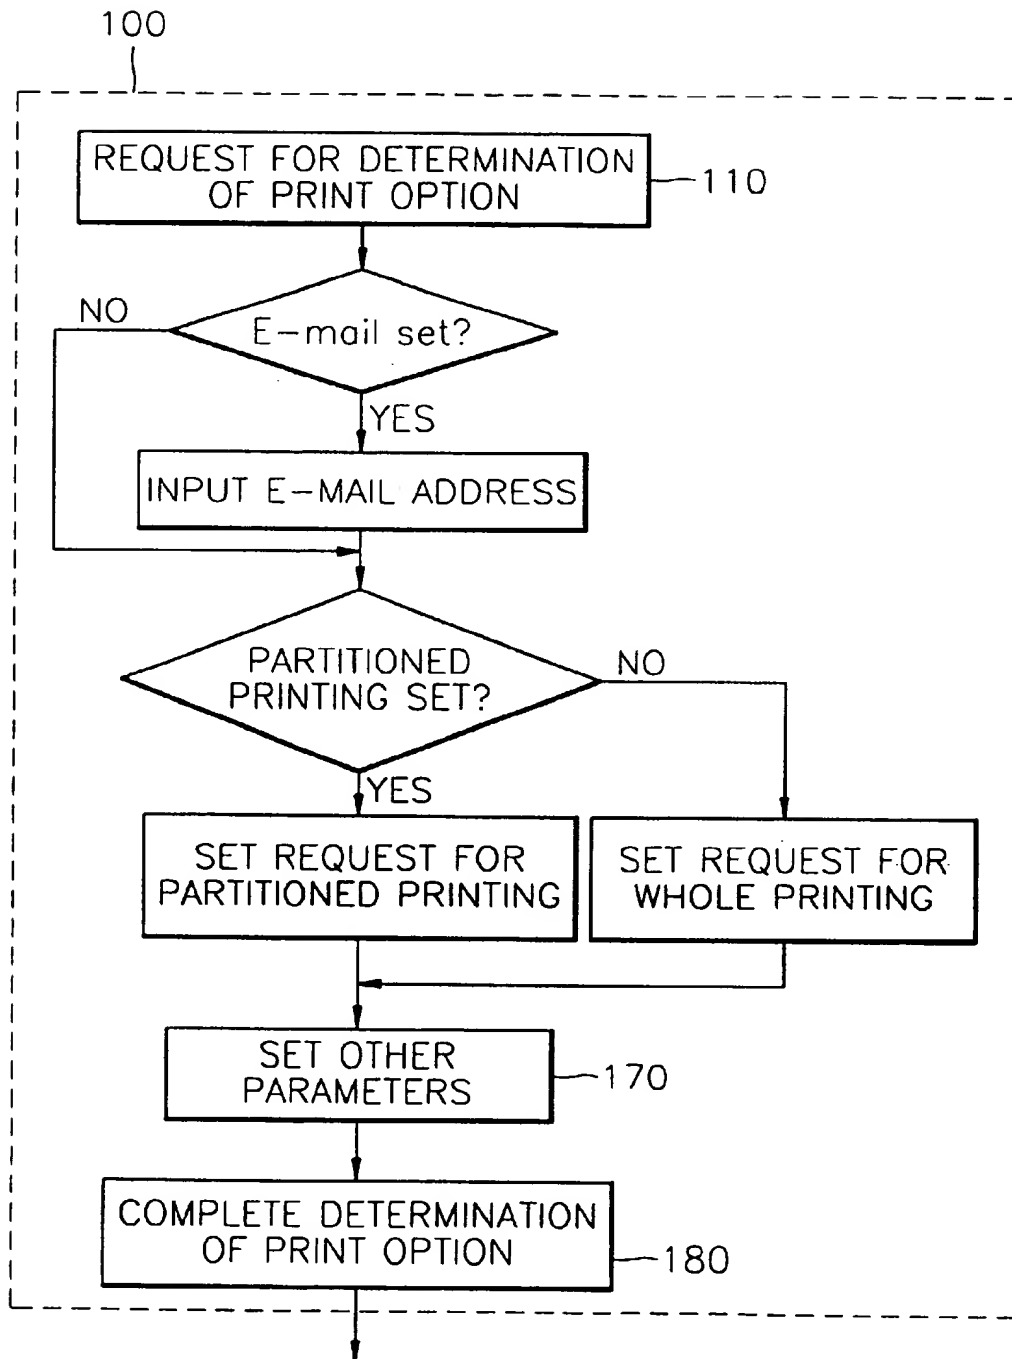 100
REQUEST FOR DETERMINATION
OF PRINT OPTION
110
NO
E-mail set?
YES
INPUT E-MAIL ADDRESS
PARTITIONED
PRINTING SET?
NO
YES
SET REQUEST FOR
PARTITIONED PRINTING
SET REQUEST FOR
WHOLE PRINTING
SET OTHER
PARAMETERS
170
COMPLETE DETERMINATION
OF PRINT OPTION
180